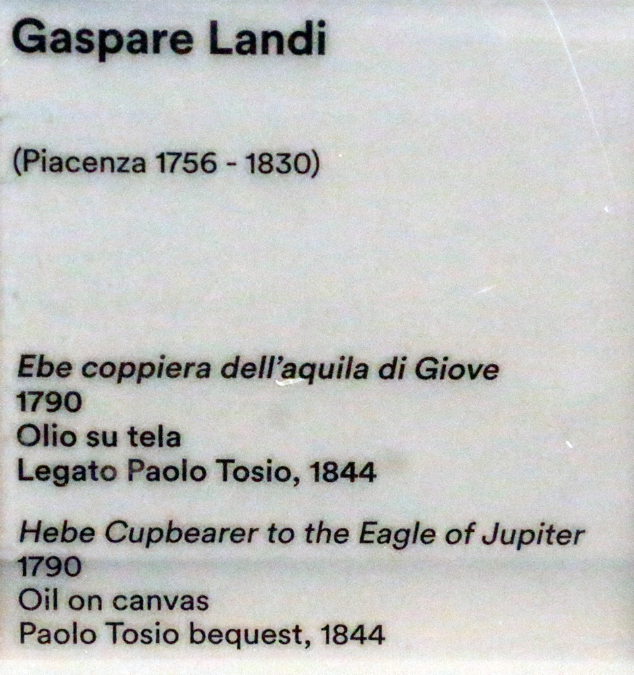 Gaspare Landi
(Piacenza 1756 - 1830)
Ebe coppiera dell'aquila di Giove
1790
Olio su tela
Legato Paolo Tosio, 1844
Hebe Cupbearer to the Eagle of Jupiter
1790
Oil on canvas
Paolo Tosio bequest, 1844